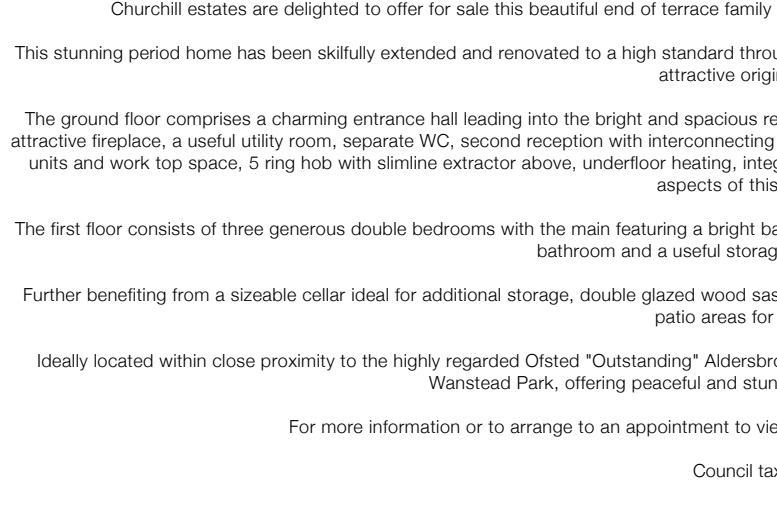 Churchill estates are delighted to offer for sale this beautiful end of terrace family
This stunning period home has been skilfully extended and renovated to a high standard throu
attractive origi
The ground floor comprises a charming entrance hall leading into the bright and spacious re
attractive fireplace, a useful utility room, separate WC, second reception with interconnecting
units and work top space, 5 ring hob with slimline extractor above, underfloor heating, integ
aspects of this
The first floor consists of three generous double bedrooms with the main featuring a bright ba
bathroom and a useful storag
Further benefiting from a sizeable cellar ideal for additional storage, double glazed wood sas
patio areas for
Ideally located within close proximity to the highly regarded Ofsted "Outstanding" Aldersbro
Wanstead Park, offering peaceful and stun
For more information or to arrange to an appointment to vie
Council tax